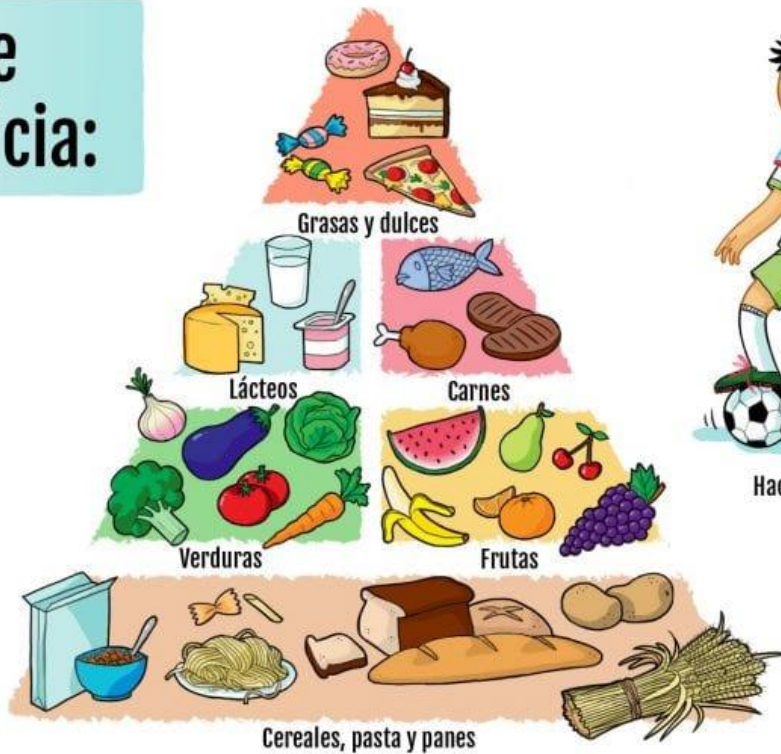 e
cia:
Grasas y dulces
Lácteos
Carnes
Verduras
Frutas
Cereales, pasta y panes